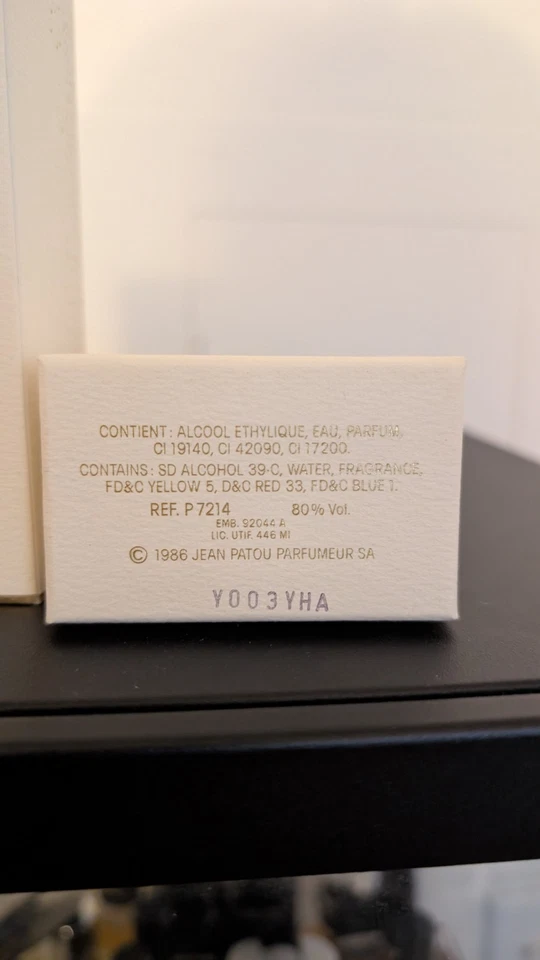 CONTIENT : ALCOOL ETHYLIQUE, EAU, PARFUM,
CI 19140, CI 42090, CI 17200.
CONTAINS : SD ALCOHOL 39-C, WATER, FRAGRANCE,
FD&C YELLOW 5, D&C RED 33, FD&C BLUE 1.
REF. P 7214 80% Vol.
EMB. 92044 A
LIC. UTIF. 446 MI
© 1986 JEAN PATOU PARFUMEUR SA
Y003YHA